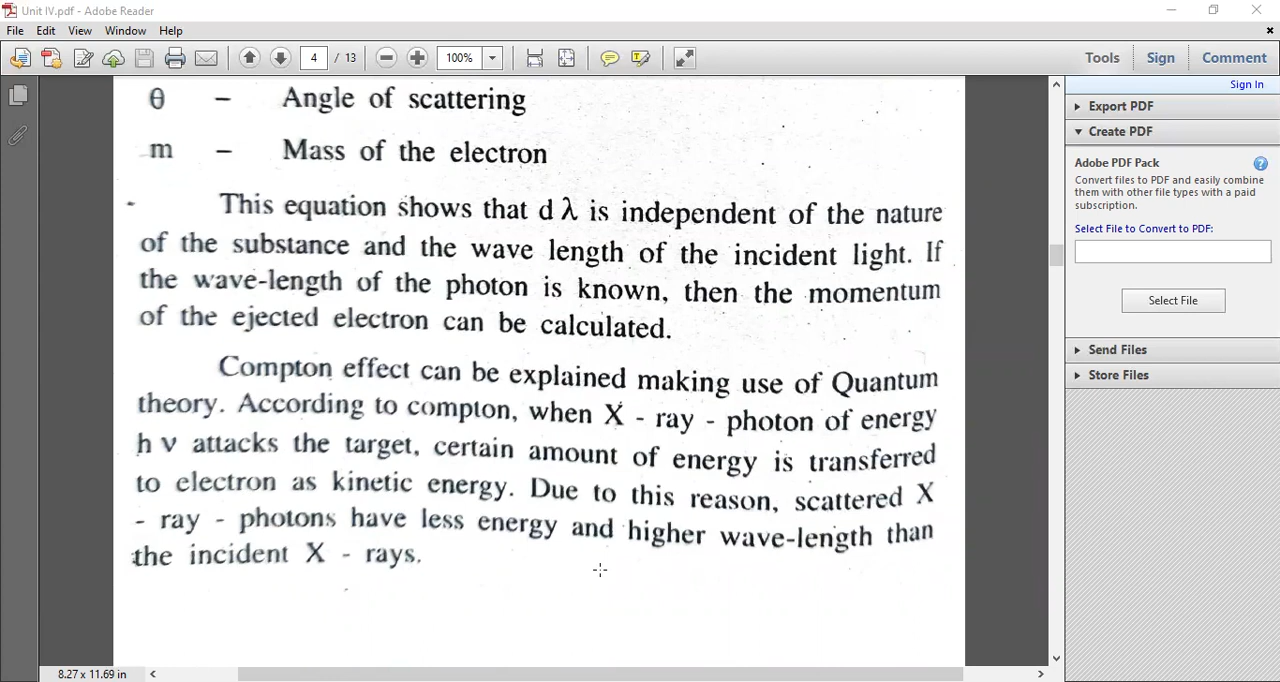 Unit IV.pdf - Adobe Reader
File Edit View Window Help
4 / 13 100% Tools Sign Comment
Sign In
Export PDF
Create PDF
Adobe PDF Pack
Convert files to PDF and easily combine
them with other file types with a paid
subscription.
Select File to Convert to PDF:
Select File
Send Files
Store Files
θ - Angle of scattering
m - Mass of the electron
This equation shows that d λ is independent of the nature
of the substance and the wave length of the incident light. If
the wave-length of the photon is known, then the momentum
of the ejected electron can be calculated.
Compton effect can be explained making use of Quantum
theory. According to compton, when X - ray - photon of energy
h ν attacks the target, certain amount of energy is transferred
to electron as kinetic energy. Due to this reason, scattered X
- ray - photons have less energy and higher wave-length than
the incident X - rays.
8.27 x 11.69 in